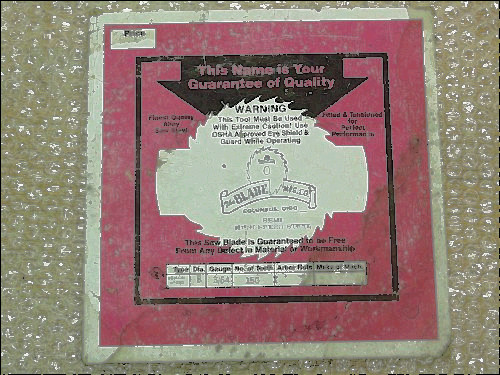 Price
This Name is Your
Guarantee of Quality
WARNING
This Tool Must Be Used
With Extreme Caution! Use
OSHA Approved Eye Shield &
Guard While Operating
Finest Quality
Alloy
Saw Steel
Fitted & Tensioned
for
Perfect
Performance
The BLADE MFG. CO.
COLUMBUS, OHIO
This Saw Blade is Guaranteed to be Free
From Any Defect in Material or Workmanship
Type Dia. Gauge No. of Teeth Arbor Hole Make of Mach.
8 150